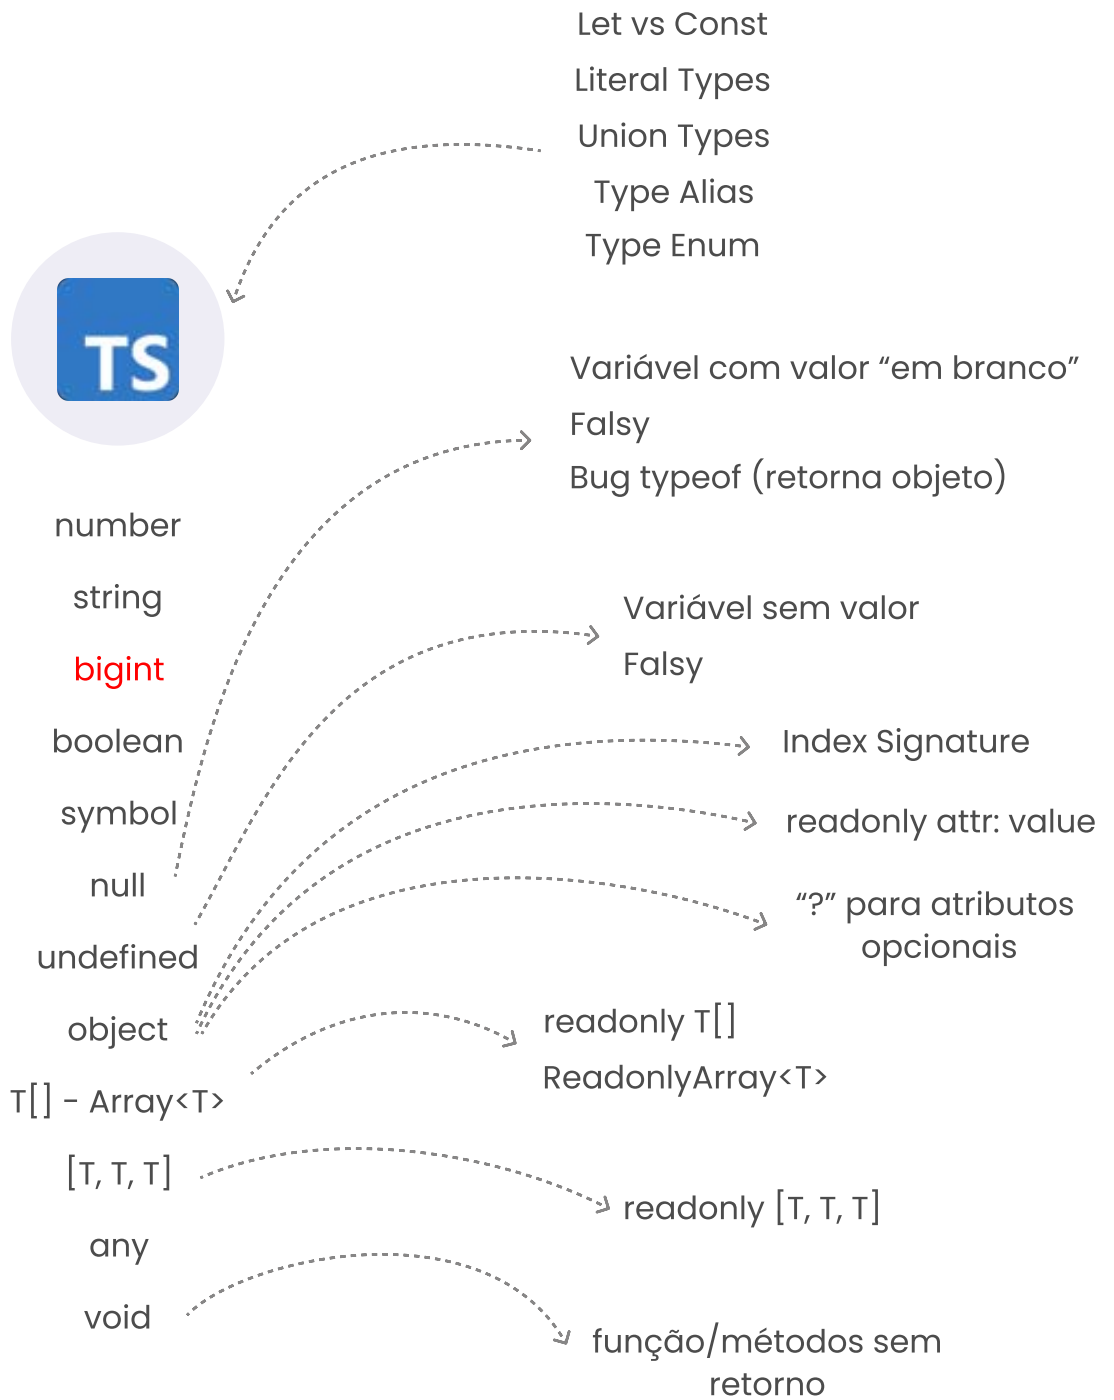 Let vs Const
Literal Types
Union Types
Type Alias
Type Enum
TS
Variável com valor “em branco”
Falsy
Bug typeof (retorna objeto)
number
string
bigint
boolean
symbol
null
undefined
object
T[] - Array<T>
[T, T, T]
any
void
Variável sem valor
Falsy
Index Signature
readonly attr: value
“?” para atributos
opcionais
readonly T[]
ReadonlyArray<T>
readonly [T, T, T]
função/métodos sem
retorno